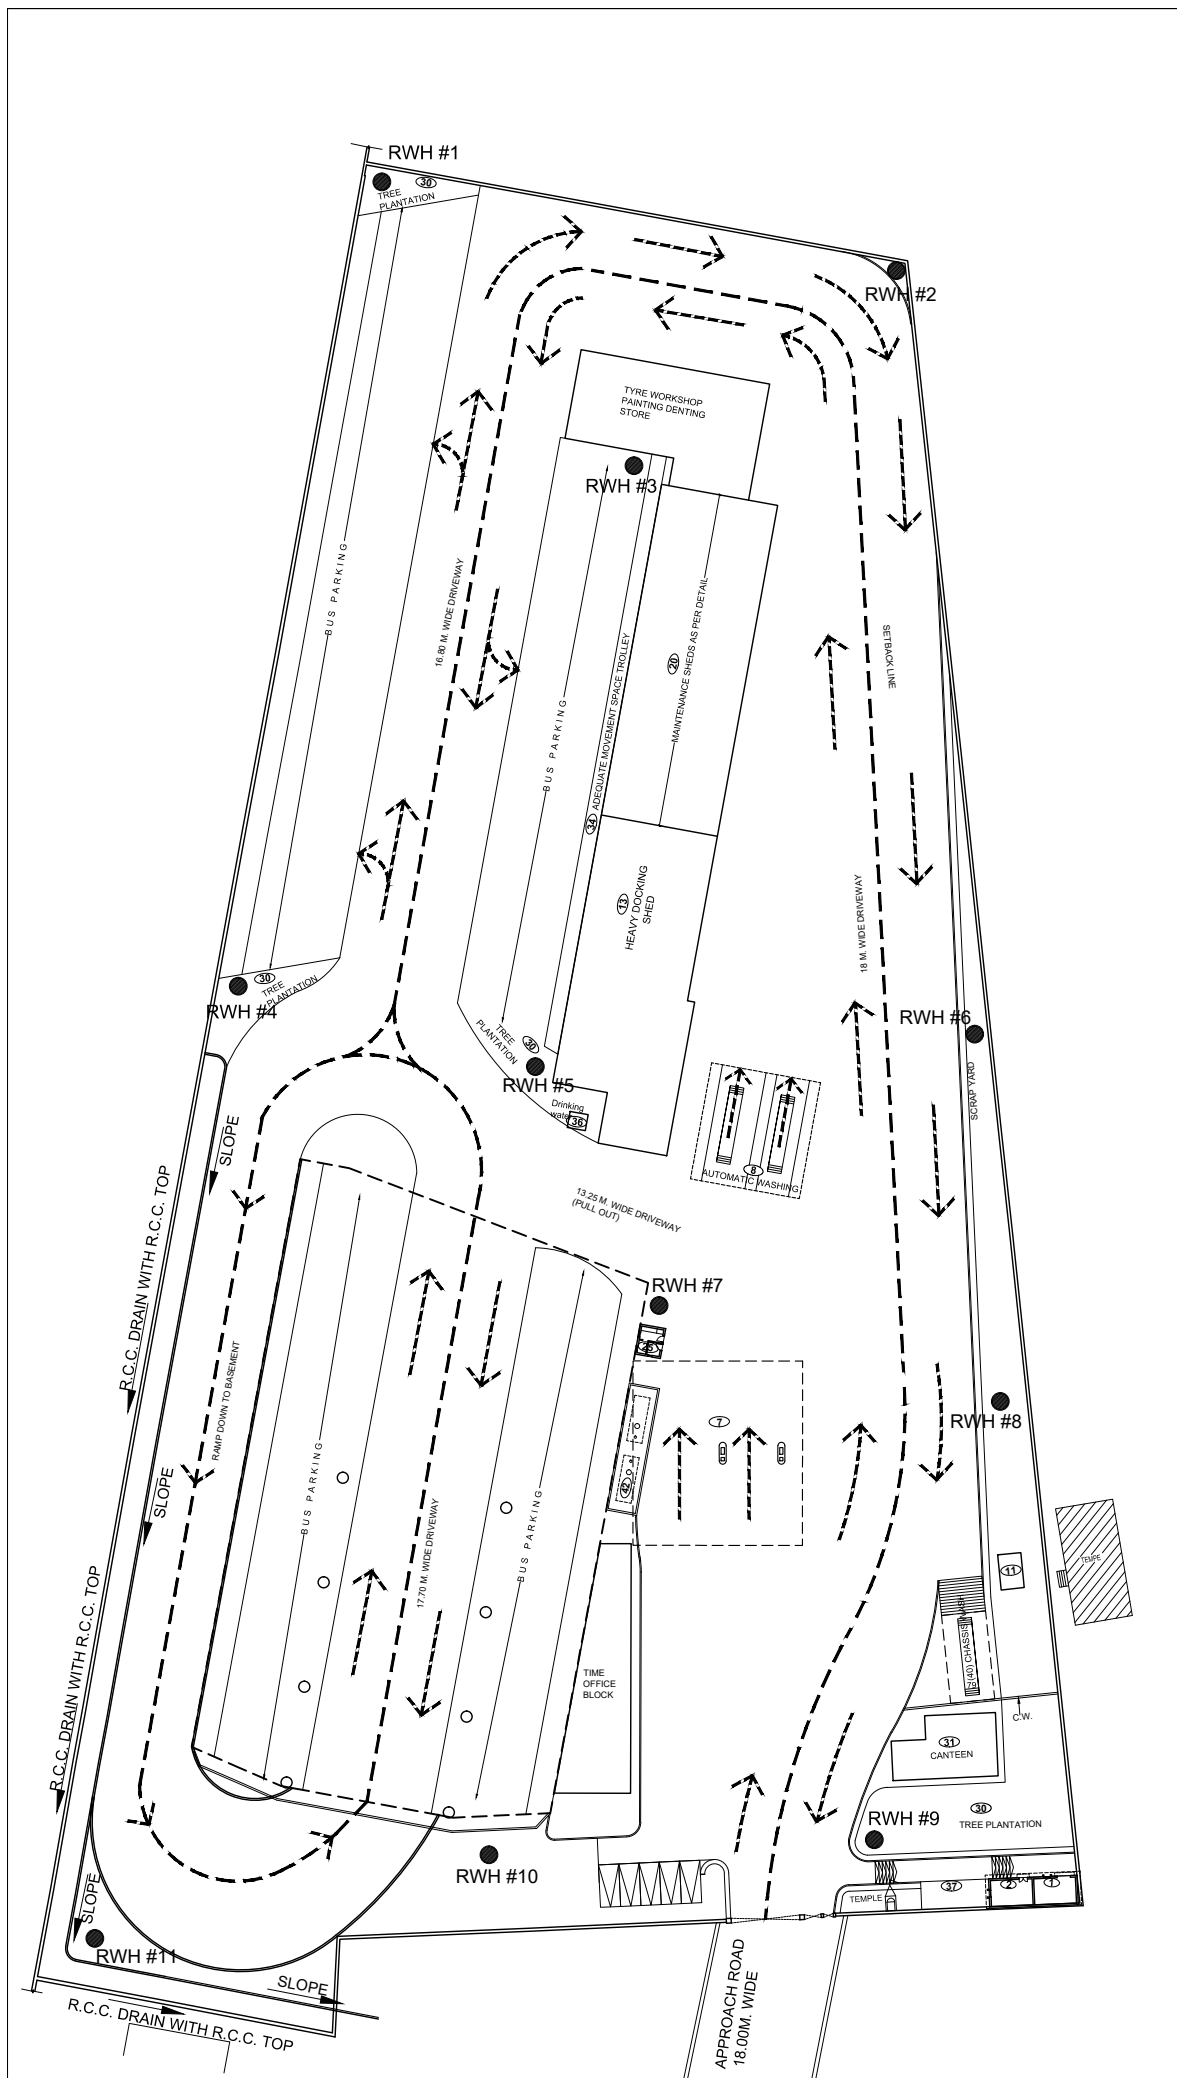 RWH #1
30
TREE
PLANTATION
RWH #2
TYRE WORKSHOP
PAINTING DENTING
STORE
RWH #3
BUS PARKING
16.80 M. WIDE DRIVEWAY
BUS PARKING
34 ADEQUATE MOVEMENT SPACE TROLLEY
20
MAINTENANCE SHEDS AS PER DETAIL
SETBACK LINE
13
HEAVY DOCKING
SHED
18 M. WIDE DRIVEWAY
30
TREE
PLANTATION
RWH #4
RWH #6
30
TREE
PLANTATION
RWH #5
Drinking
water
36
SCRAP YARD
8
AUTOMATIC WASHING
SLOPE
R.C.C. DRAIN WITH R.C.C. TOP
13.25 M. WIDE DRIVEWAY
(PULL OUT)
RWH #7
25
RAMP DOWN TO BASEMENT
7
RWH #8
SLOPE
BUS PARKING
BUS PARKING
42
17.70 M. WIDE DRIVEWAY
TEMPE
11
R.C.C. DRAIN WITH R.C.C. TOP
TIME
OFFICE
BLOCK
C.W.
31
CANTEEN
30
TREE PLANTATION
RWH #9
RWH #10
TEMPLE
37
2
1
SLOPE
RWH #11
SLOPE
R.C.C. DRAIN WITH R.C.C. TOP
APPROACH ROAD
18.00M. WIDE